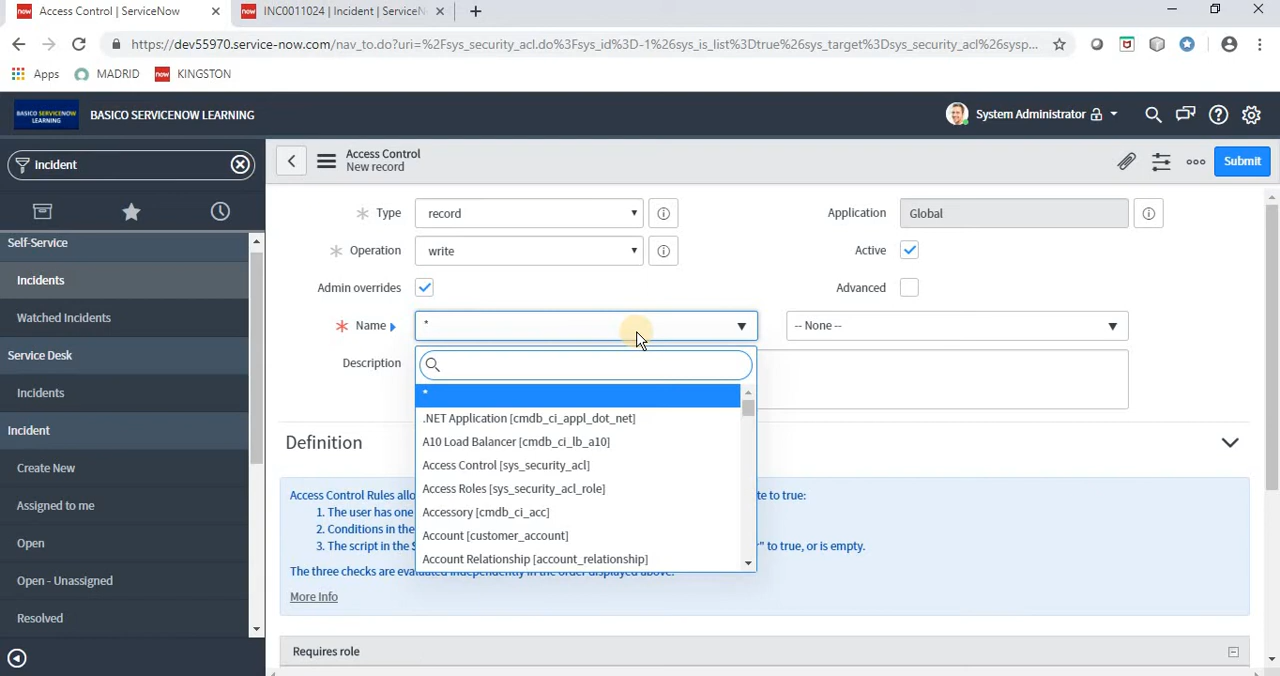 Access Control | ServiceNow
INC0011024 | Incident | ServiceN
https://dev55970.service-now.com/nav_to.do?uri=%2Fsys_security_acl.do%3Fsys_id%3D-1%26sys_is_list%3Dtrue%26sys_target%3Dsys_security_acl%26sysp...
Apps
MADRID
now KINGSTON
BASICO SERVICENOW LEARNING
BASICO SERVICENOW LEARNING
System Administrator
Incident
Access Control
New record
Submit
Self-Service
Incidents
Watched Incidents
Service Desk
Incidents
Incident
Create New
Assigned to me
Open
Open - Unassigned
Resolved
Type
record
Application
Global
Operation
write
Active
Admin overrides
Advanced
Name
*
-- None --
Description
*
.NET Application [cmdb_ci_appl_dot_net]
A10 Load Balancer [cmdb_ci_lb_a10]
Access Control [sys_security_acl]
Access Roles [sys_security_acl_role]
Accessory [cmdb_ci_acc]
Account [customer_account]
Account Relationship [account_relationship]
Definition
Access Control Rules allo
te to true:
1. The user has one
2. Conditions in the
3. The script in the S
" to true, or is empty.
The three checks are evaluated independently in the order displayed above.
More Info
Requires role